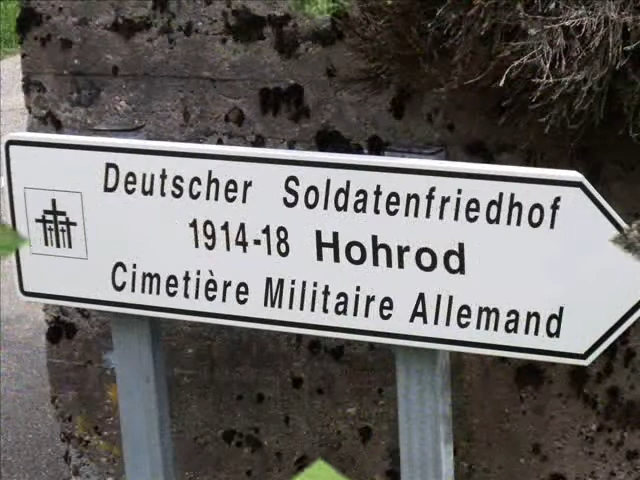 Deutscher Soldatenfriedhof
1914-18 Hohrod
Cimetière Militaire Allemand